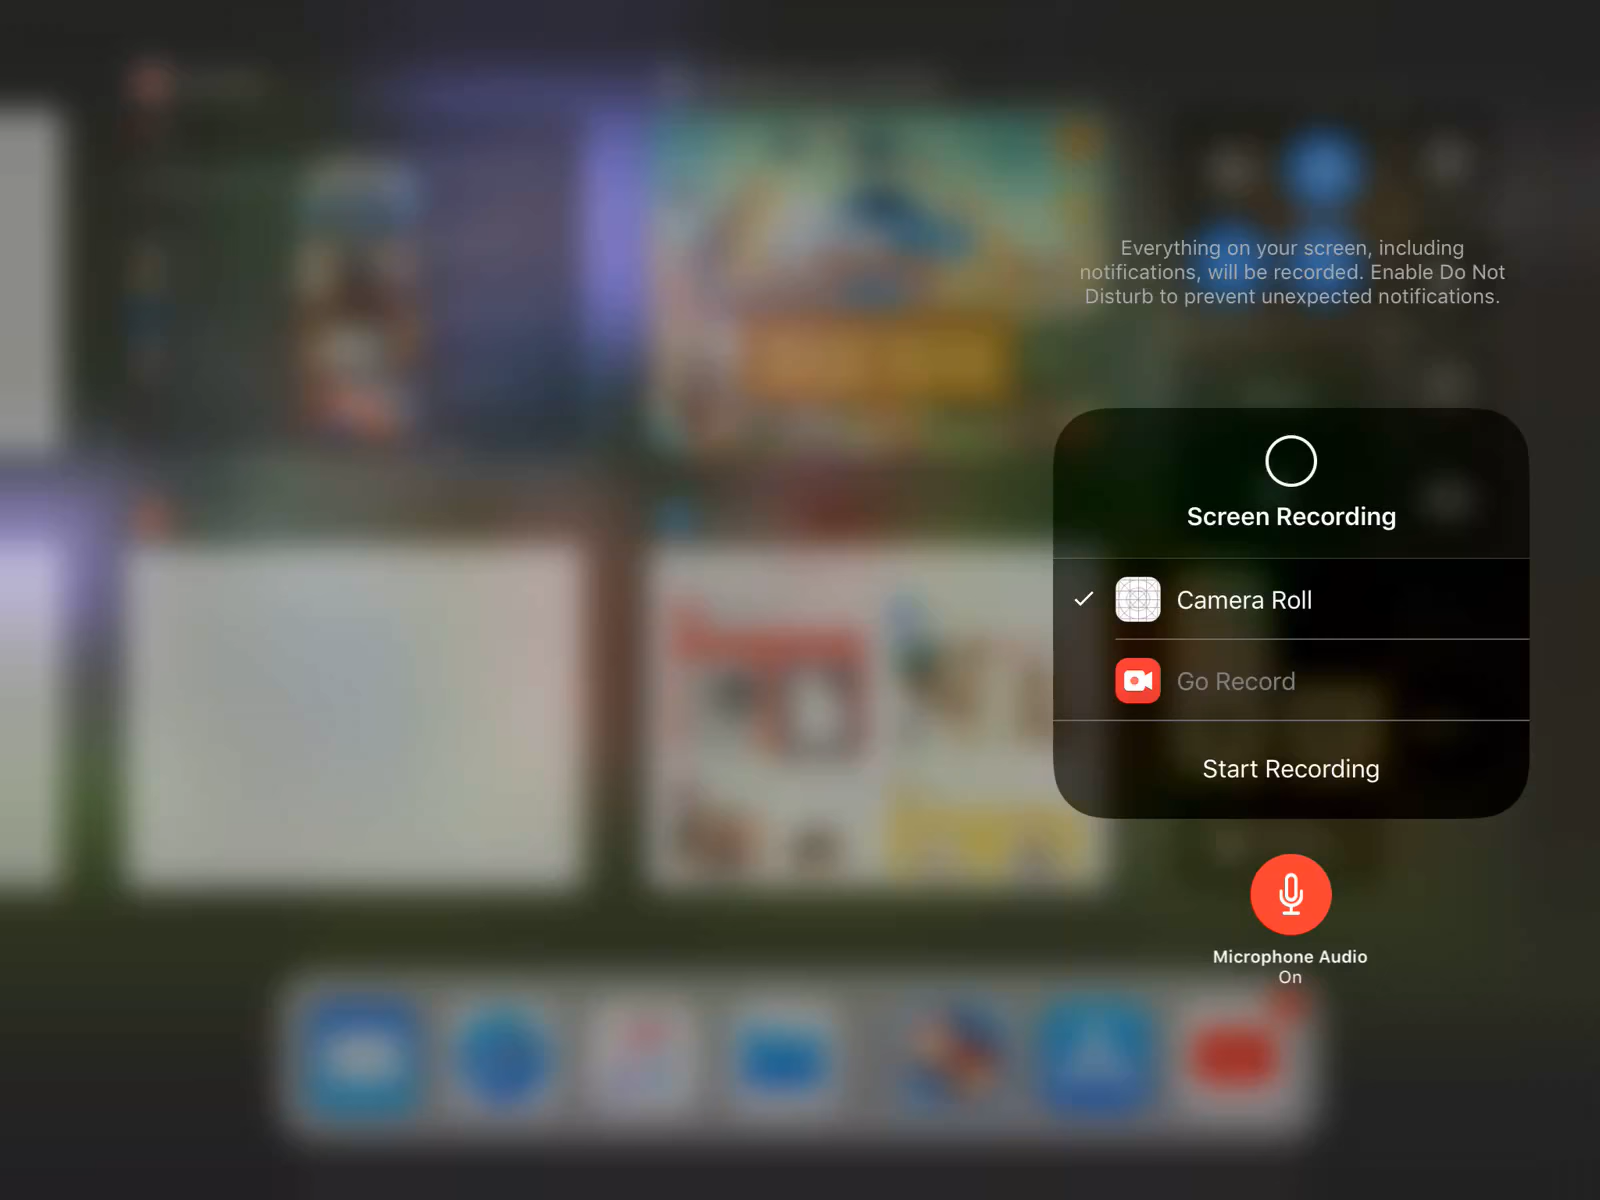 Everything on your screen, including
notifications, will be recorded. Enable Do Not
Disturb to prevent unexpected notifications.
Screen Recording
Camera Roll
Go Record
Start Recording
Microphone Audio
On